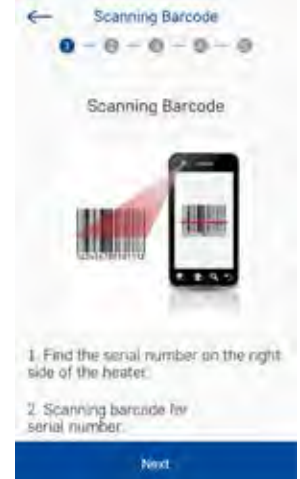 Scanning Barcode
Scanning Barcode
1. Find the serial number on the right
side of the heater.
2. Scanning barcode for
serial number.
Next